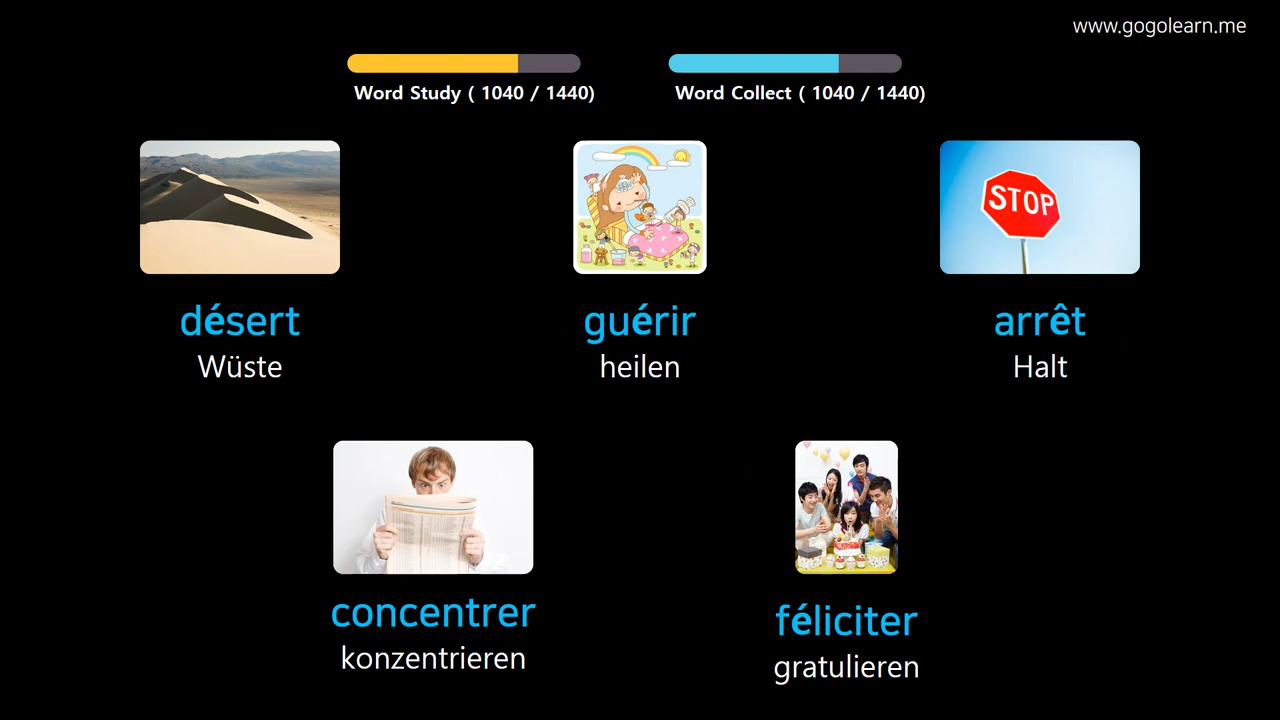 www.gogolearn.me
Word Study ( 1040 / 1440)
Word Collect ( 1040 / 1440)
STOP
désert
Wüste
guérir
heilen
arrêt
Halt
concentrer
konzentrieren
féliciter
gratulieren